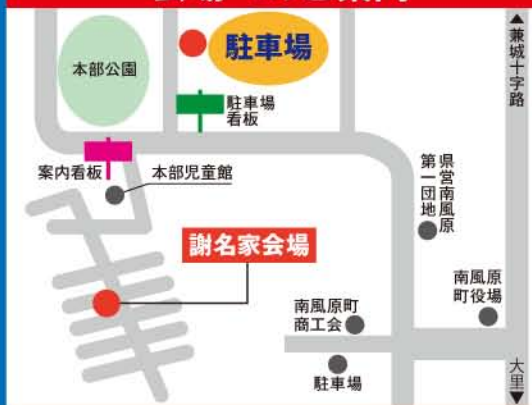 駐車場
本部公園
駐車場
看板
案内看板
本部児童館
謝名家会場
▲兼城十字路
県営南風原
第一団地
南風原
町役場
南風原町
商工会
駐車場
大里▼